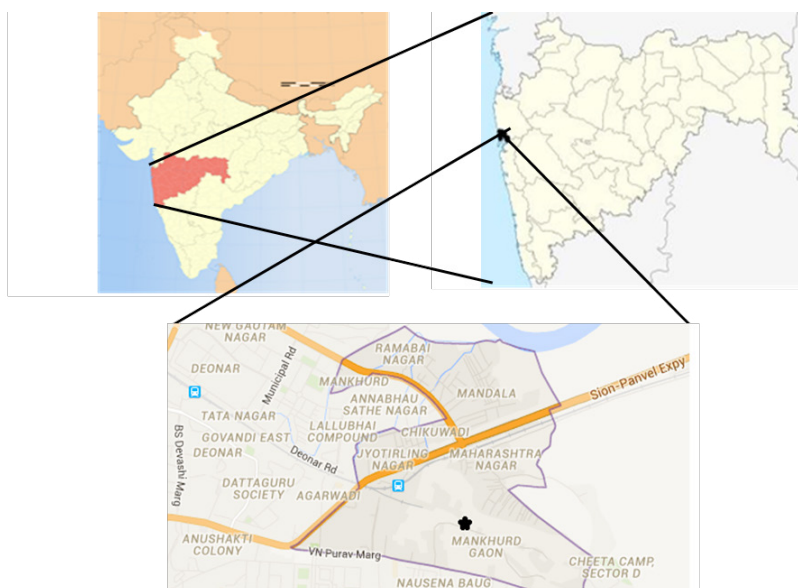 NEW GAUTAM
NAGAR
RAMABAI
NAGAR
DEONAR
Municipal Rd
MANKHURD
MANDALA
Sion-Panvel Expy
ANNABHAU
SATHE NAGAR
TATA NAGAR
LALLUBHAI
COMPOUND
CHIKUWADI
GOVANDI EAST
DEONAR
BS Devashi Marg
Deonar Rd
JYOTIRLING
NAGAR
MAHARASHTRA
NAGAR
DATTAGURU
SOCIETY
AGARWADI
ANUSHAKTI
COLONY
VN Purav Marg
MANKHURD
GAON
CHEETA CAMP,
SECTOR D
NAUSENA BAUG